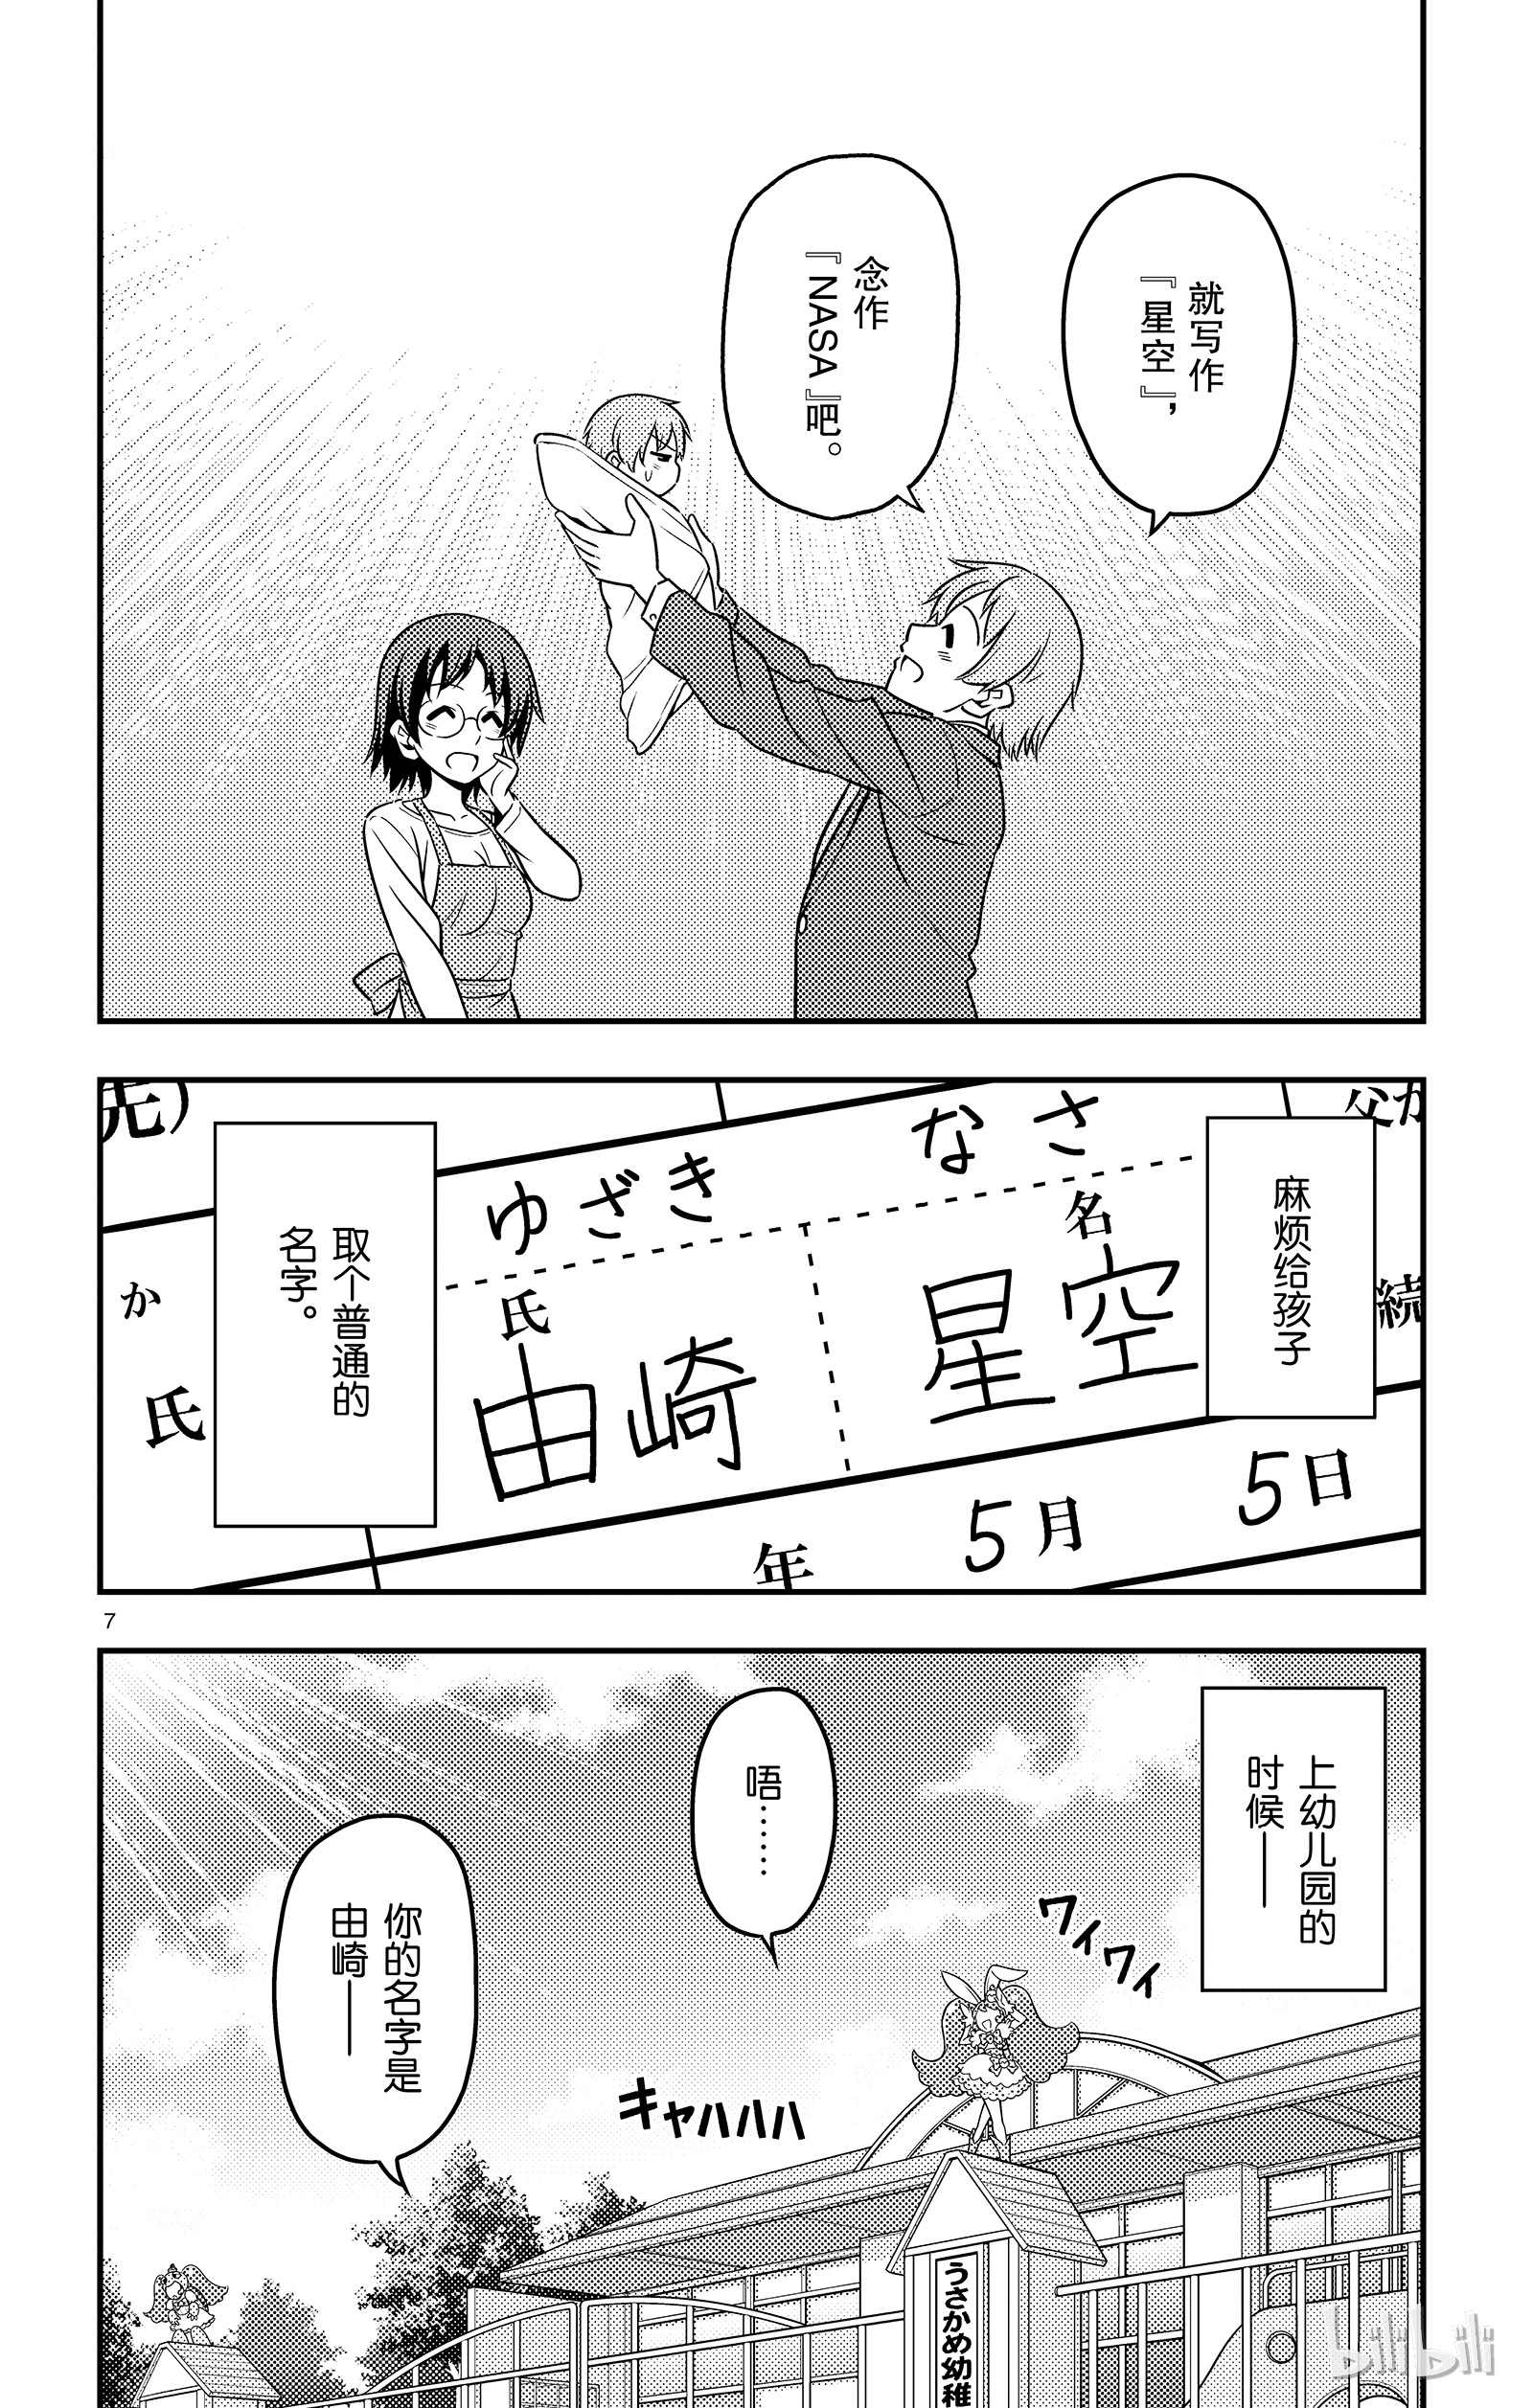 就写作
『星空』，
念作
『NASA』吧。
麻烦给孩子
取个普通的
名字。
なさ
ゆざき
名
星空
氏
由崎
か
氏
続
年 5月 5日
7
上幼儿园的
时候——
唔……
你的名字是
由崎——
ワイワイ
キャハハハ
うさかめ幼稚
bilibili